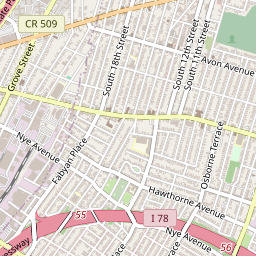 CR 509
Grove Street
South 18th Street
South 12th Street
South 11th Street
Avon Avenue
Nye Avenue
Fabyan Place
Osborne Terrace
Hawthorne Avenue
55
I 78
Nye Avenue
56